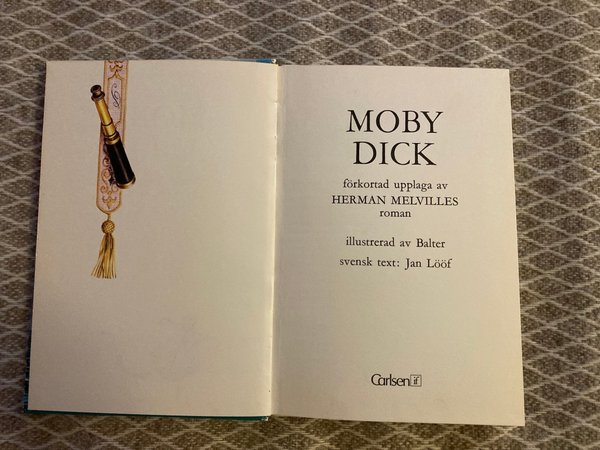 MOBY
DICK
förkortad upplaga av
HERMAN MELVILLES
roman
illustrerad av Balter
svensk text: Jan Lööf
Carlsen if